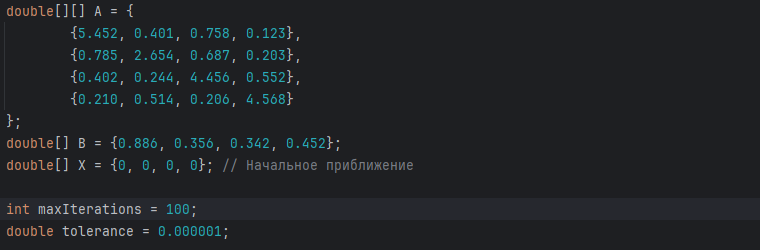 double[][] A = {
        {5.452, 0.401, 0.758, 0.123},
        {0.785, 2.654, 0.687, 0.203},
        {0.402, 0.244, 4.456, 0.552},
        {0.210, 0.514, 0.206, 4.568}
};
double[] B = {0.886, 0.356, 0.342, 0.452};
double[] X = {0, 0, 0, 0}; // Начальное приближение
int maxIterations = 100;
double tolerance = 0.000001;